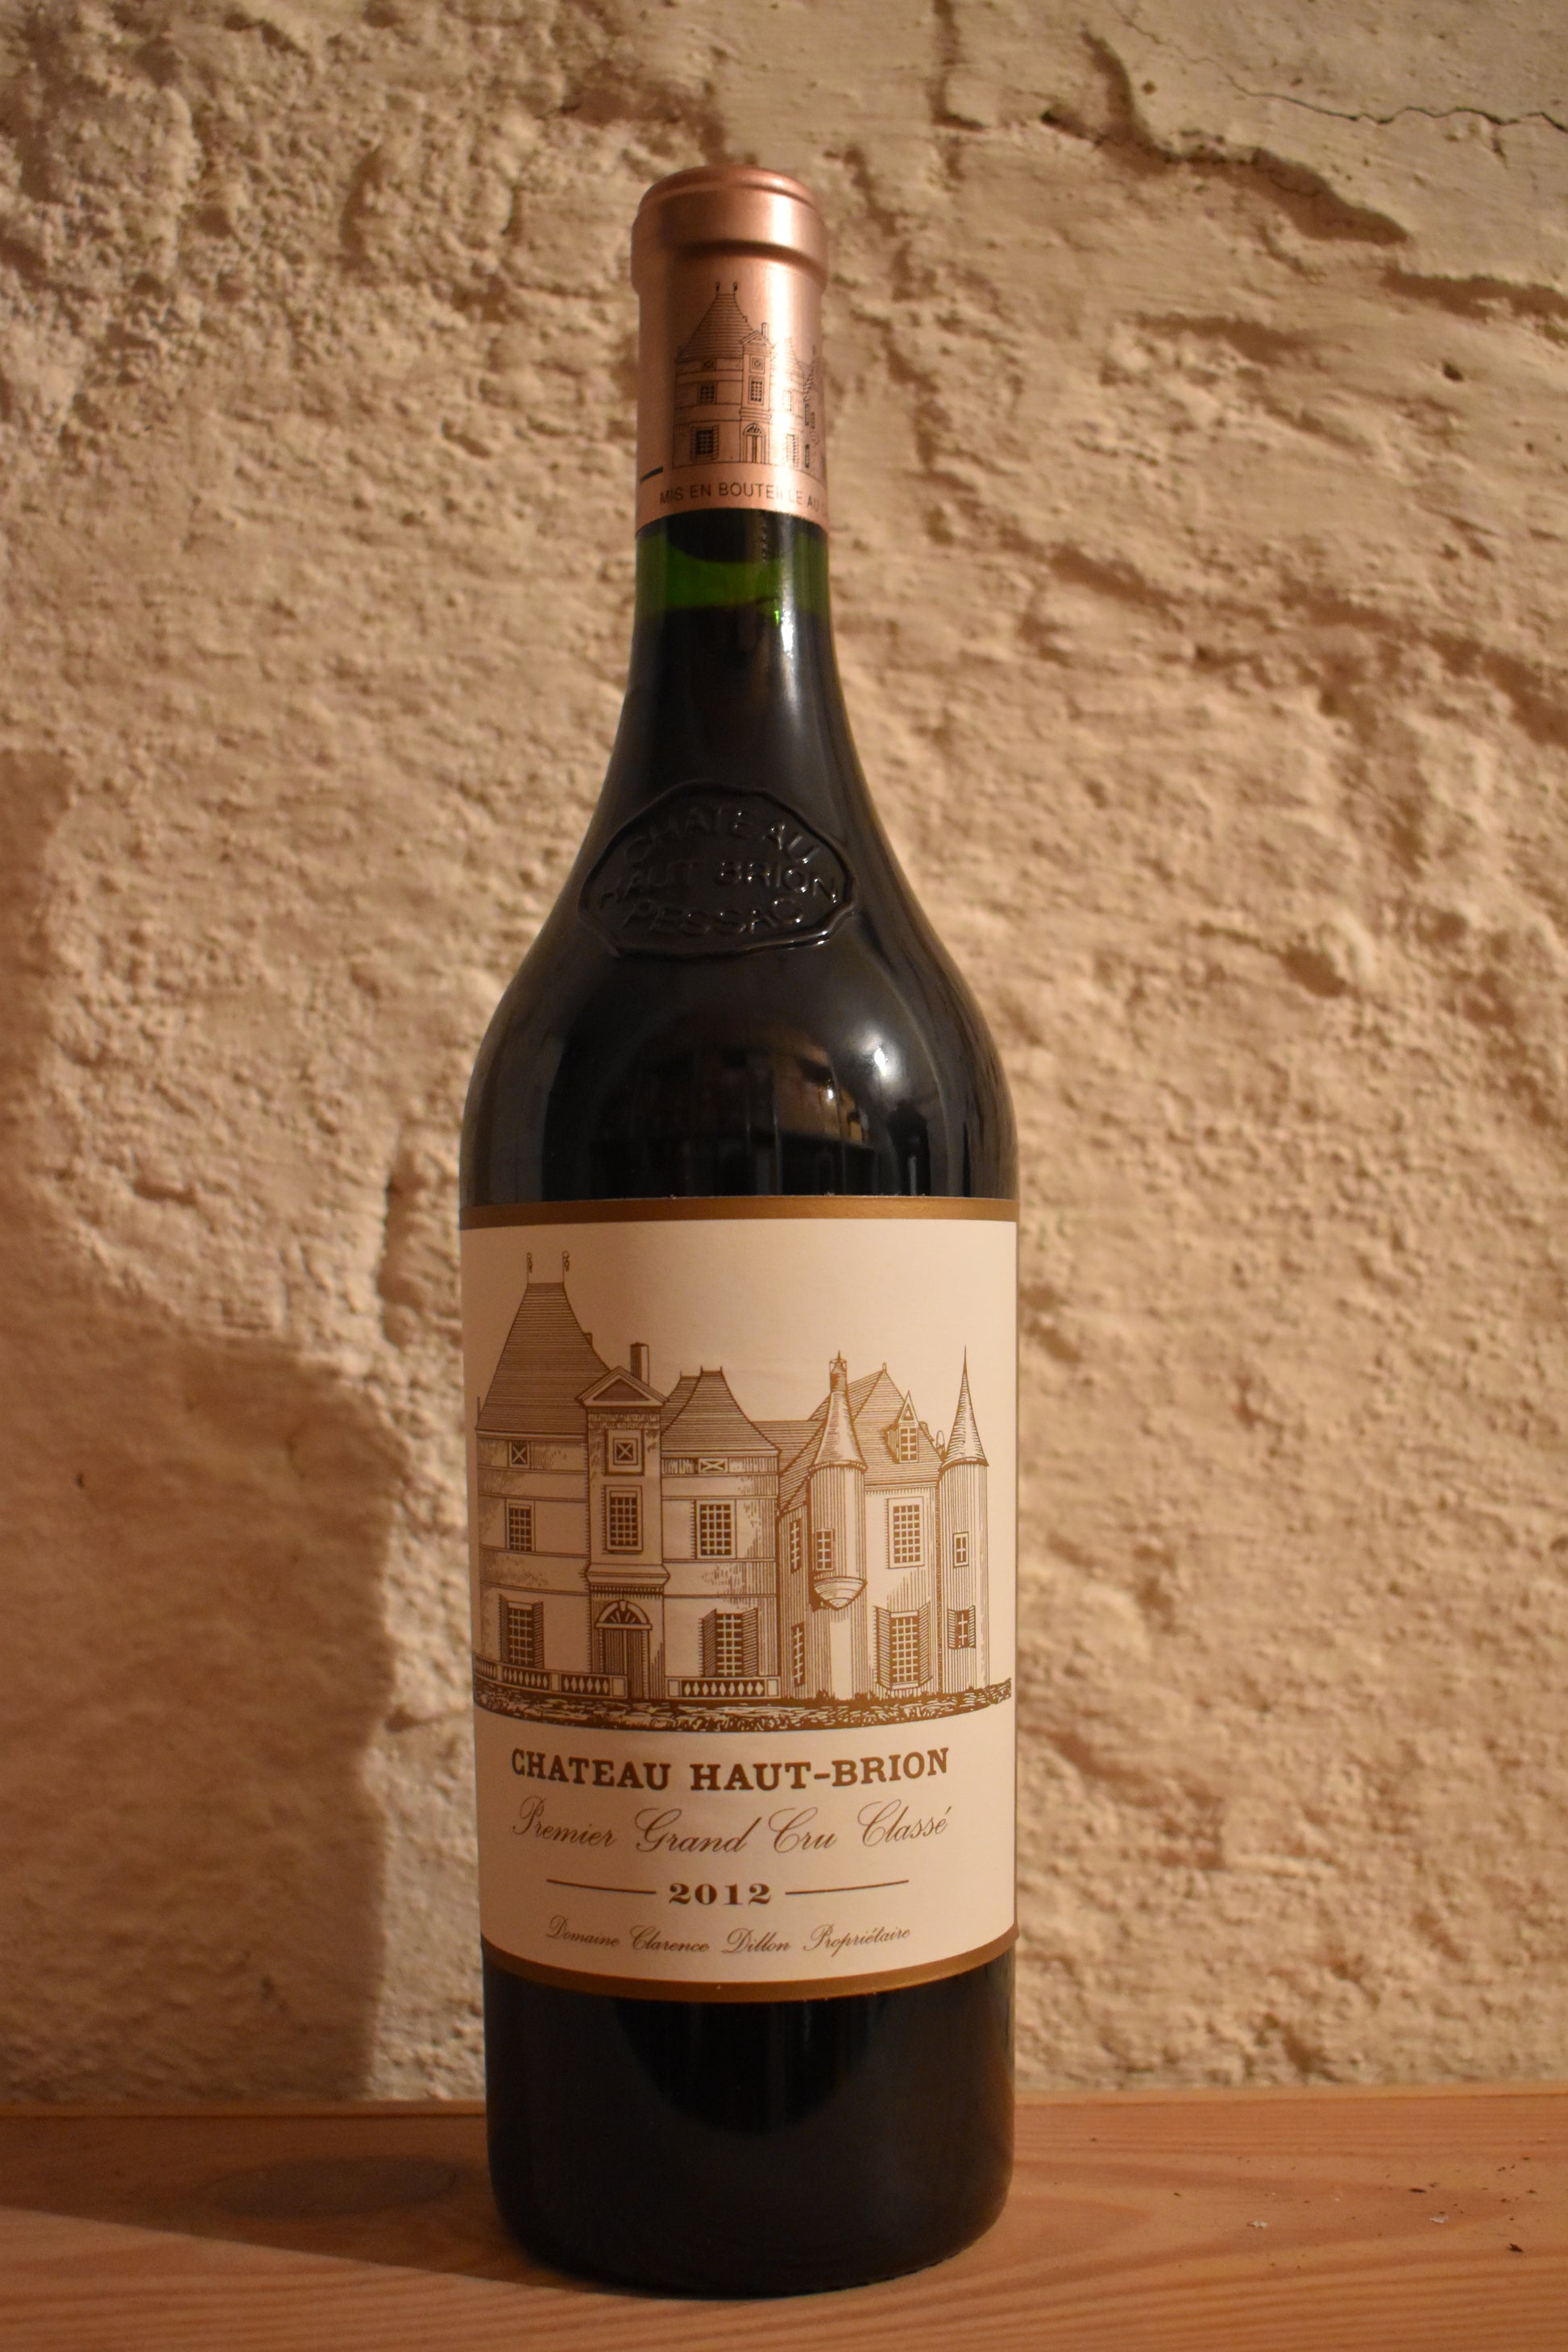 MIS EN BOUTEILLE AU
CHATEAU
HAUT BRION
PESSAC
CHATEAU HAUT-BRION
Premier Grand Cru Classé
2012
Domaine Clarence Dillon Propriétaire